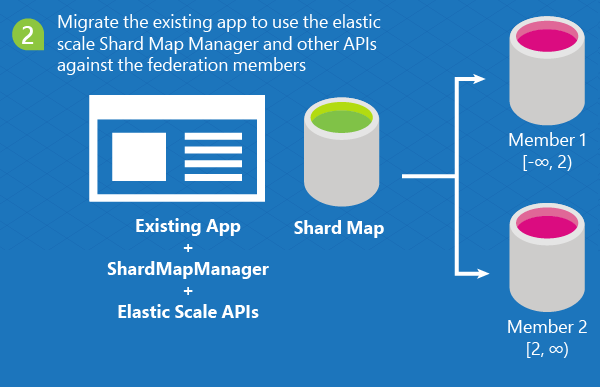 2
Migrate the existing app to use the elastic
scale Shard Map Manager and other APIs
against the federation members
Existing App
+
ShardMapManager
+
Elastic Scale APIs
Shard Map
Member 1
[-∞, 2)
Member 2
[2, ∞)